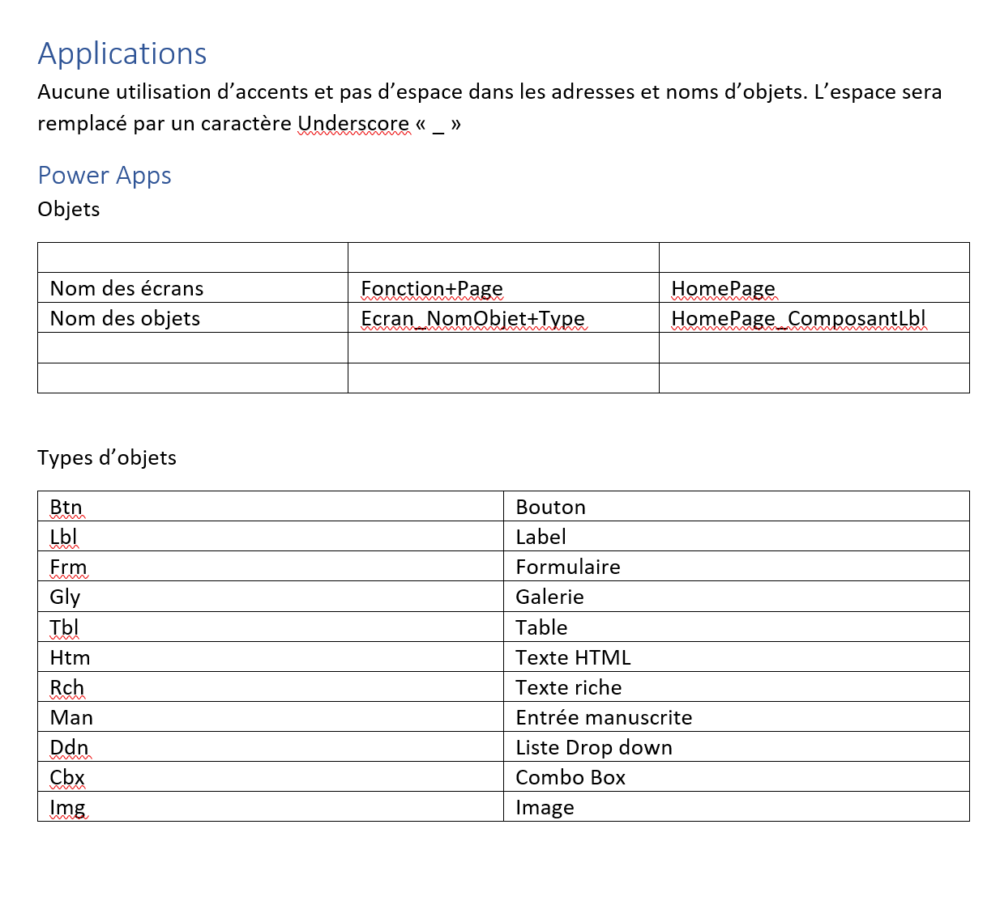 Applications
Aucune utilisation d’accents et pas d’espace dans les adresses et noms d’objets. L’espace sera
remplacé par un caractère Underscore « _ »
Power Apps
Objets
Nom des écrans Fonction+Page HomePage
Nom des objets Ecran_NomObjet+Type HomePage_ComposantLbl
Types d’objets
Btn Bouton
Lbl Label
Frm Formulaire
Gly Galerie
Tbl Table
Htm Texte HTML
Rch Texte riche
Man Entrée manuscrite
Ddn Liste Drop down
Cbx Combo Box
Img Image